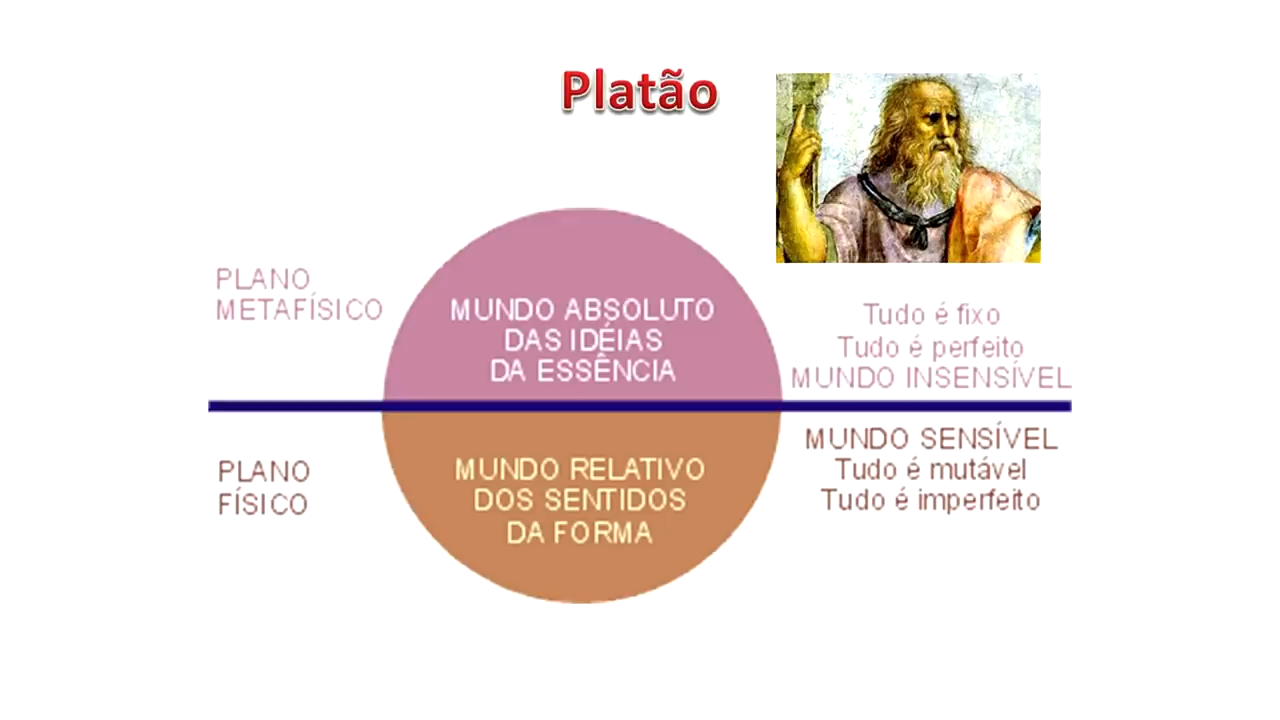 Platão
PLANO
METAFÍSICO
MUNDO ABSOLUTO
DAS IDÉIAS
DA ESSÊNCIA
Tudo é fixo
Tudo é perfeito
MUNDO INSENSÍVEL
PLANO
FÍSICO
MUNDO RELATIVO
DOS SENTIDOS
DA FORMA
MUNDO SENSÍVEL
Tudo é mutável
Tudo é imperfeito